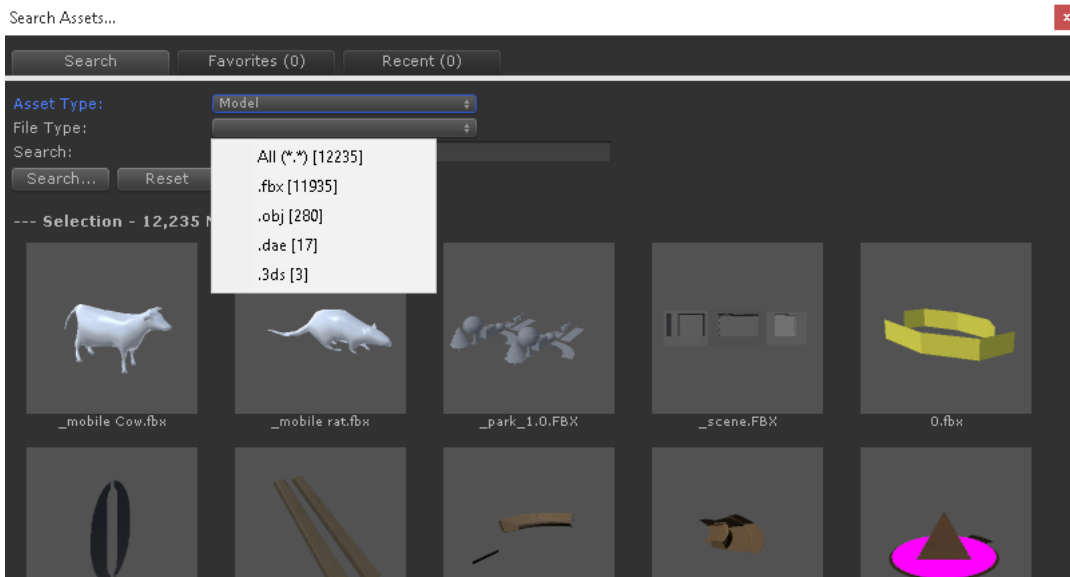 Search Assets...
x
Search Favorites (0) Recent (0)
Asset Type: Model
File Type:
Search:
All (*.*) [12235]
.fbx [11935]
.obj [280]
.dae [17]
.3ds [3]
Search... Reset
--- Selection - 12,235
_mobile Cow.fbx _mobile rat.fbx _park_1.0.FBX _scene.FBX 0.fbx